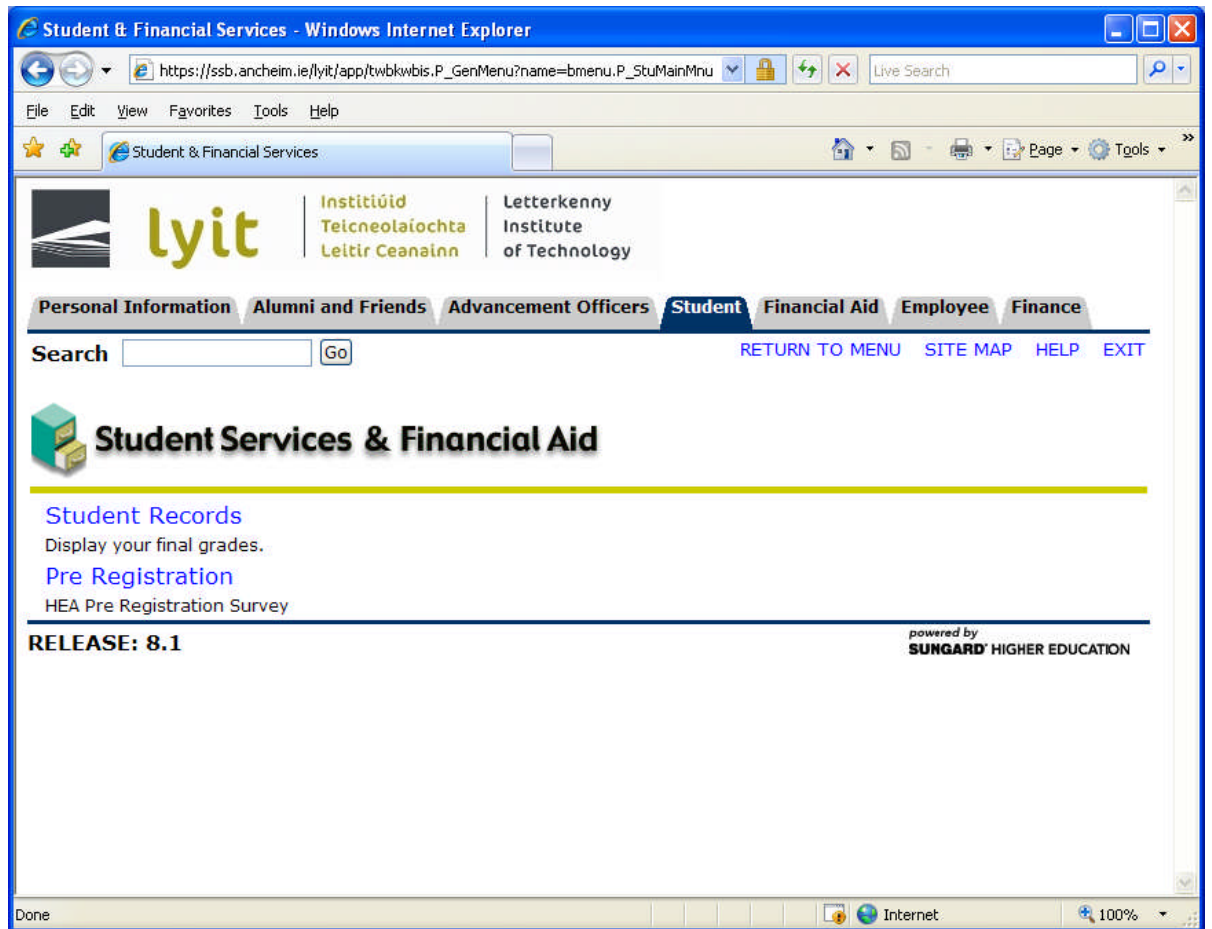 Student & Financial Services - Windows Internet Explorer
https://ssb.ancheim.ie/lyit/app/twbkwbis.P_GenMenu?name=bmenu.P_StuMainMnu
Live Search
File Edit View Favorites Tools Help
Student & Financial Services
Page Tools »
lyit
Institiúid
Teicneolaíochta
Leitir Ceanainn
Letterkenny
Institute
of Technology
Personal Information Alumni and Friends Advancement Officers Student Financial Aid Employee Finance
Search Go RETURN TO MENU SITE MAP HELP EXIT
Student Services & Financial Aid
Student Records
Display your final grades.
Pre Registration
HEA Pre Registration Survey
RELEASE: 8.1
powered by
SUNGARD' HIGHER EDUCATION
Done Internet 100%